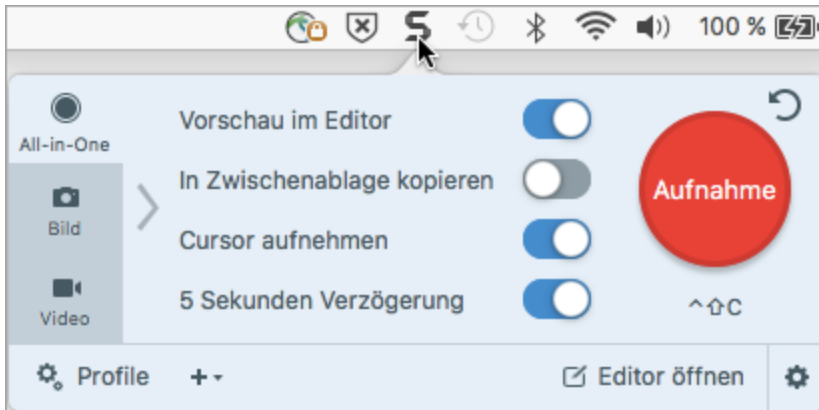 100 %
All-in-One
Bild
Video
Vorschau im Editor
In Zwischenablage kopieren
Cursor aufnehmen
5 Sekunden Verzögerung
Aufnahme
^⇧C
Profile
Editor öffnen